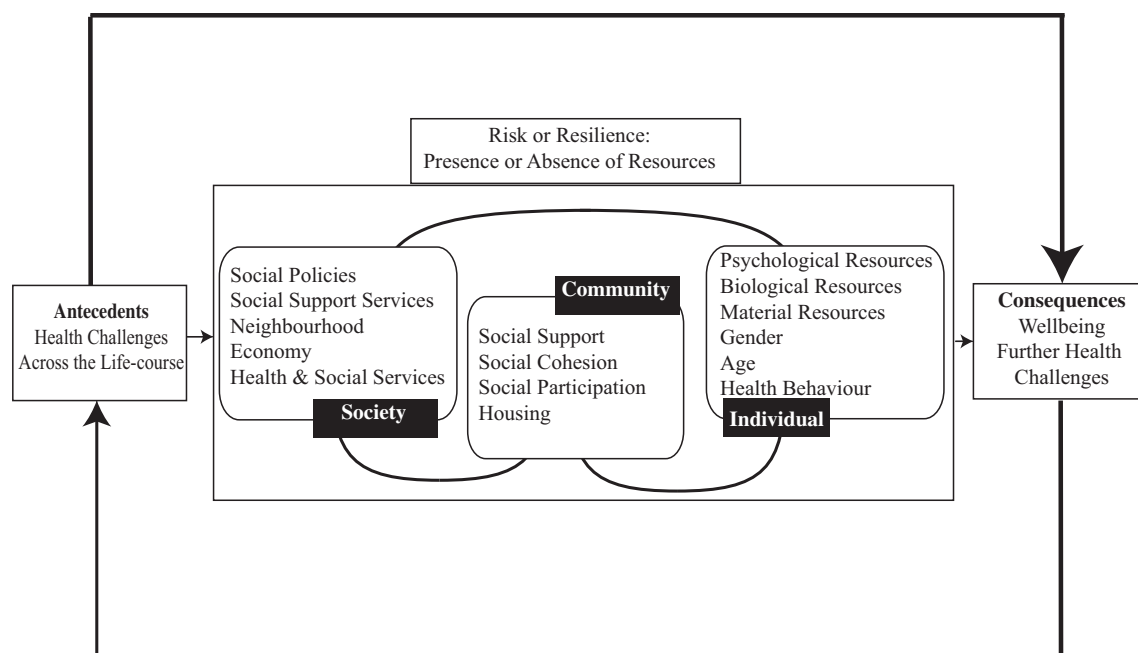 Risk or Resilience:
Presence or Absence of Resources
Antecedents
Health Challenges
Across the Life-course
Social Policies
Social Support Services
Neighbourhood
Economy
Health & Social Services
Society
Community
Social Support
Social Cohesion
Social Participation
Housing
Psychological Resources
Biological Resources
Material Resources
Gender
Age
Health Behaviour
Individual
Consequences
Wellbeing
Further Health
Challenges